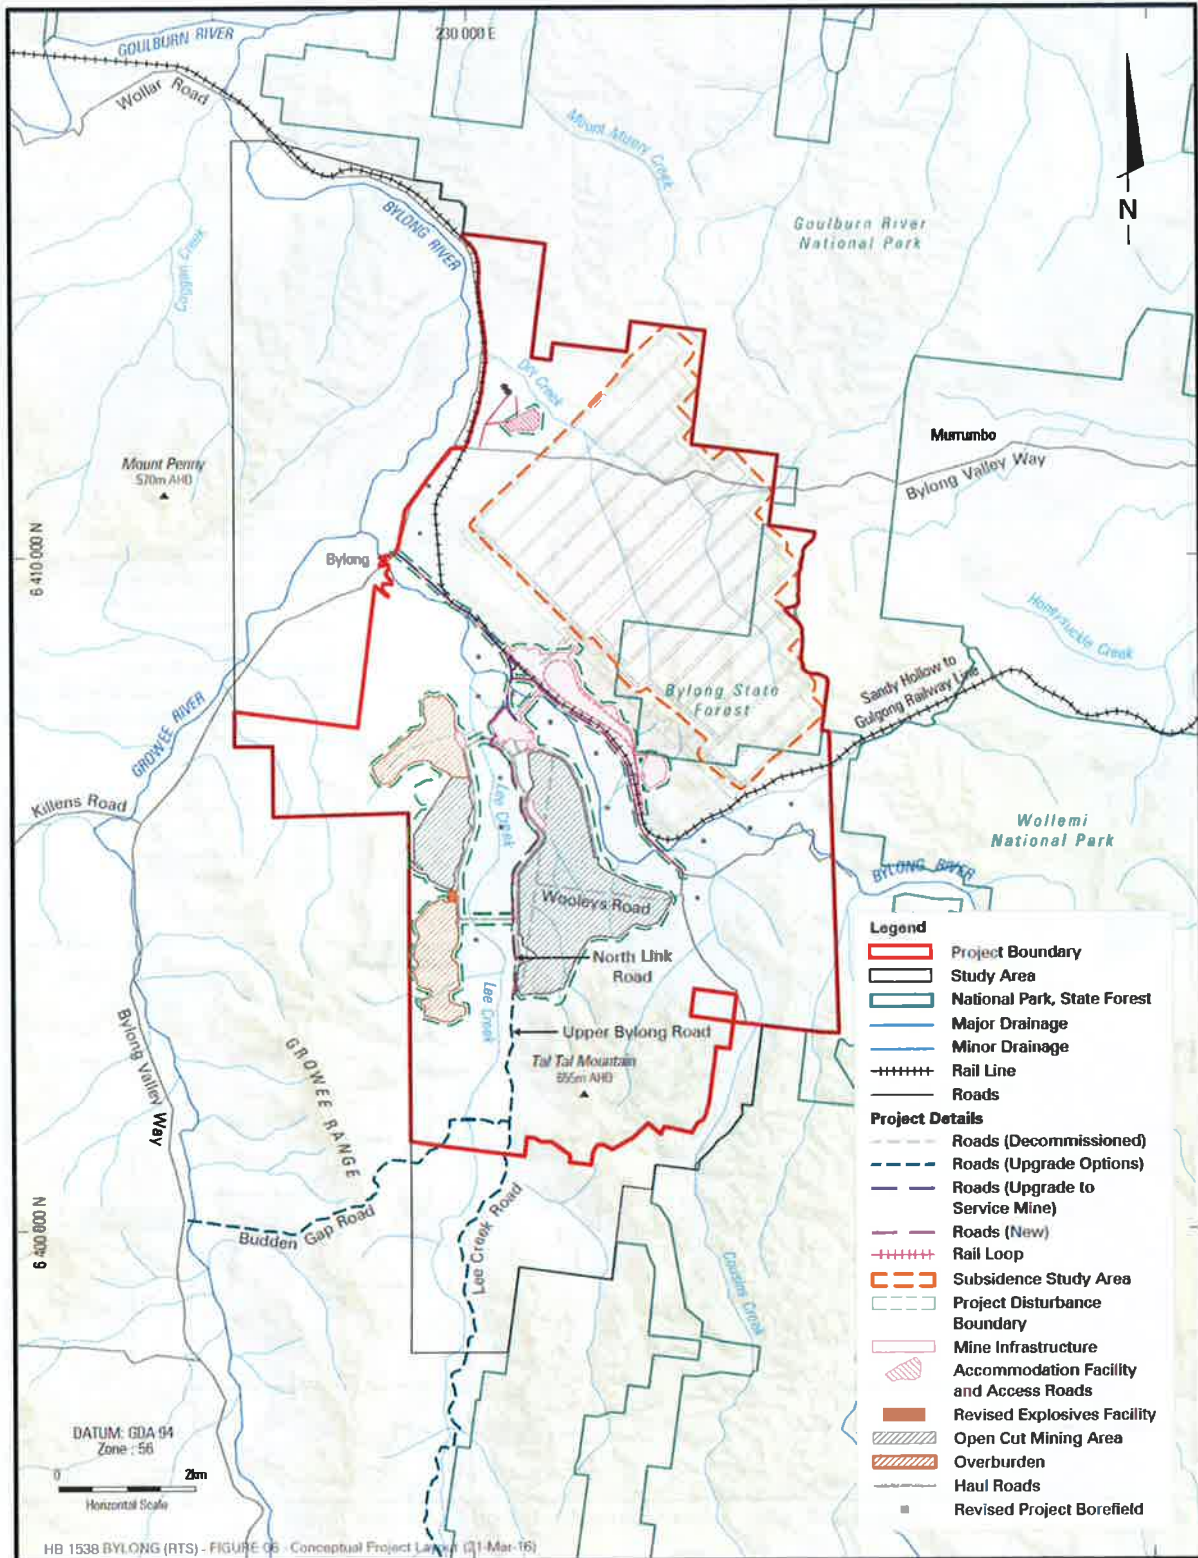 230 000 E
GOULBURN RIVER
Wollar Road
Mount Misery Creek
N
Goulburn River
National Park
BYLONG RIVER
Coggan Creek
Dry Creek
Murrumbo
Bylong Valley Way
Mount Penny
570m AHD
6 410 000 N
Bylong
Honeysuckle Creek
Sandy Hollow to
Gulgong Railway Line
Bylong State
Forest
GROWEE RIVER
Killens Road
Lee Creek
Wollemi
National Park
BYLONG RIVER
Wooleys Road
North Link
Road
Lee Creek
Upper Bylong Road
Tal Tal Mountain
655m AHD
Bylong Valley Way
GROWEE RANGE
6 400 000 N
Budden Gap Road
Lee Creek Road
Cousins Creek
Legend
Project Boundary
Study Area
National Park, State Forest
Major Drainage
Minor Drainage
Rail Line
Roads
Project Details
Roads (Decommissioned)
Roads (Upgrade Options)
Roads (Upgrade to
Service Mine)
Roads (New)
Rail Loop
Subsidence Study Area
Project Disturbance
Boundary
Mine Infrastructure
Accommodation Facility
and Access Roads
Revised Explosives Facility
Open Cut Mining Area
Overburden
Haul Roads
Revised Project Borefield
DATUM: GDA 94
Zone : 56
0 2km
Horizontal Scale
HB 1538 BYLONG (RTS) - FIGURE 06 - Conceptual Project Layout (21-Mar-16)